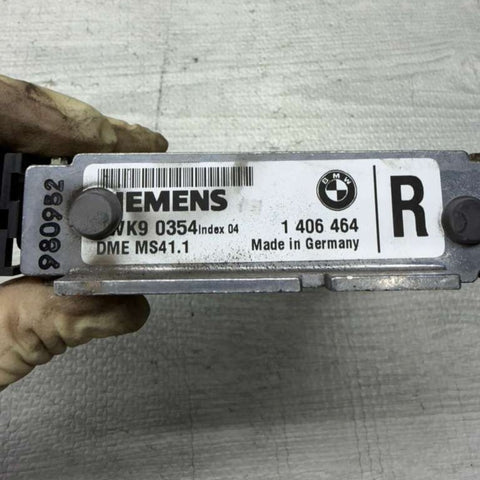 980952
SIEMENS
BMW
WK9 0354 Index 04
1 406 464
DME MS41.1
Made in Germany
R